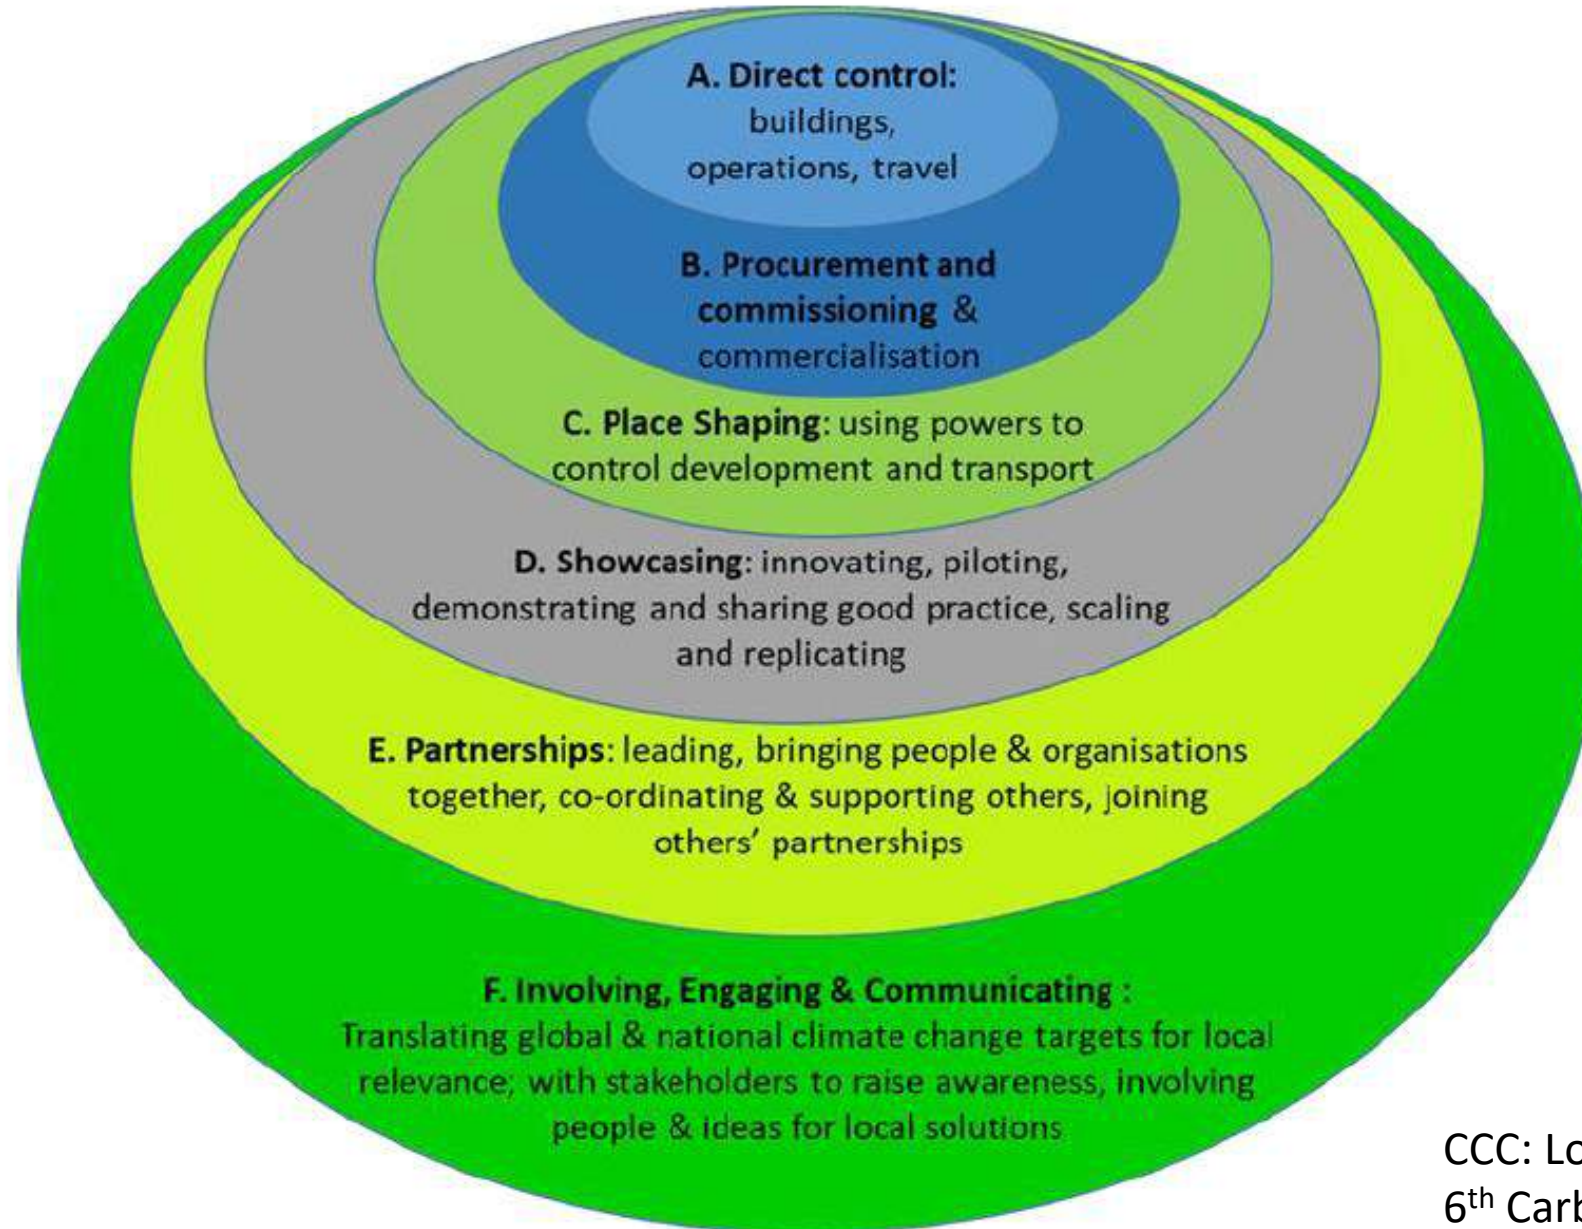 A. Direct control:
buildings,
operations, travel
B. Procurement and
commissioning &
commercialisation
C. Place Shaping: using powers to
control development and transport
D. Showcasing: innovating, piloting,
demonstrating and sharing good practice, scaling
and replicating
E. Partnerships: leading, bringing people & organisations
together, co-ordinating & supporting others, joining
others’ partnerships
F. Involving, Engaging & Communicating :
Translating global & national climate change targets for local
relevance; with stakeholders to raise awareness, involving
people & ideas for local solutions
CCC:
6th